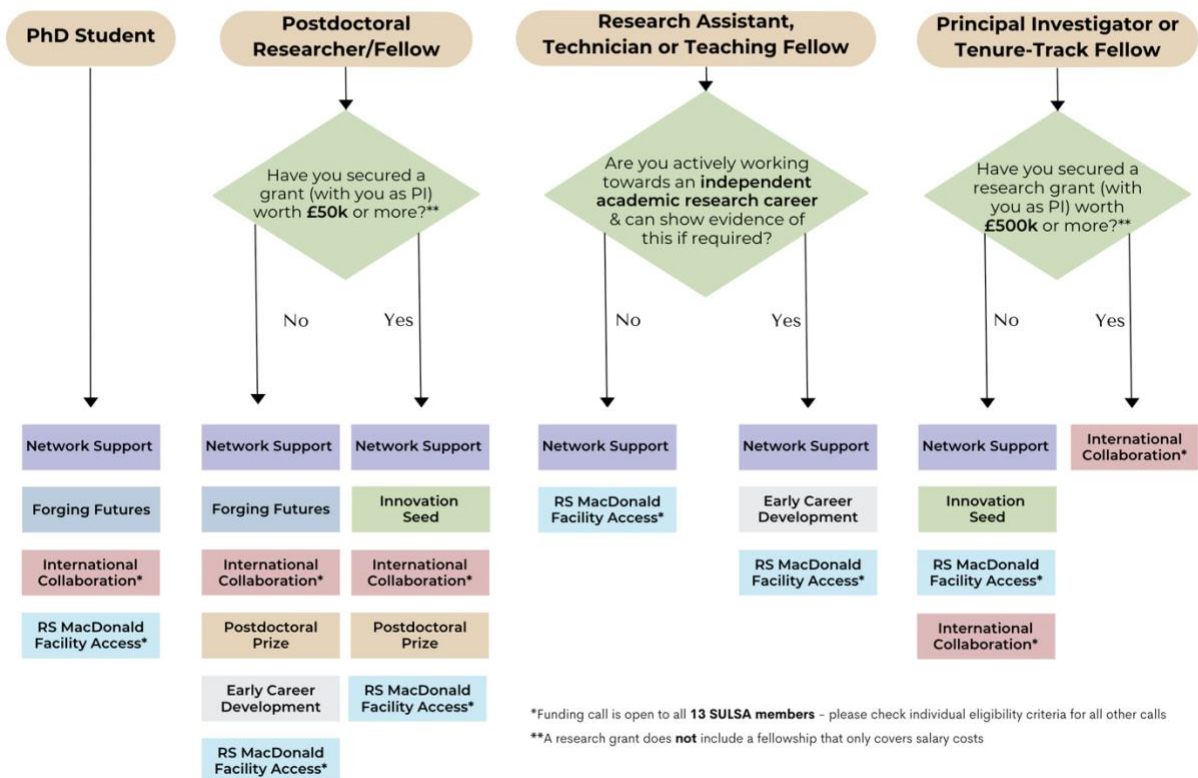 PhD Student
Postdoctoral
Researcher/Fellow
Research Assistant,
Technician or Teaching Fellow
Principal Investigator or
Tenure-Track Fellow
Have you secured a
grant (with you as PI)
worth £50k or more?**
Are you actively working
towards an independent
academic research career
& can show evidence of
this if required?
Have you secured a
research grant (with
you as PI) worth
£500k or more?**
No
Yes
No
Yes
No
Yes
Network Support
Forging Futures
International
Collaboration*
RS MacDonald
Facility Access*
Network Support
Forging Futures
International
Collaboration*
Postdoctoral
Prize
Early Career
Development
RS MacDonald
Facility Access*
Network Support
Innovation
Seed
International
Collaboration*
Postdoctoral
Prize
RS MacDonald
Facility Access*
Network Support
RS MacDonald
Facility Access*
Network Support
Early Career
Development
RS MacDonald
Facility Access*
Network Support
Innovation
Seed
RS MacDonald
Facility Access*
International
Collaboration*
International
Collaboration*
*Funding call is open to all 13 SULSA members - please check individual eligibility criteria for all other calls
**A research grant does not include a fellowship that only covers salary costs